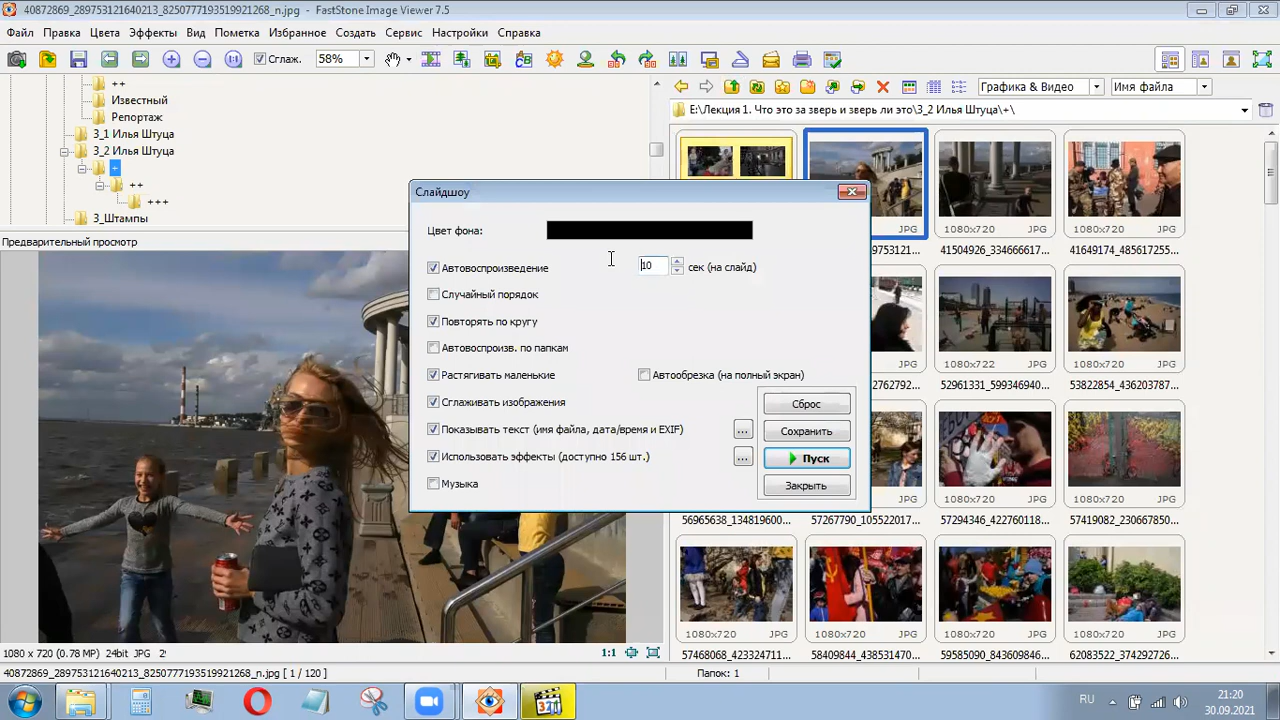 40872869_289753121640213_8250777193519921268_n.jpg - FastStone Image Viewer 7.5
Файл Правка Цвета Эффекты Вид Пометка Избранное Создать Сервис Настройки Справка
Сглаж. 58%
++
Известный
Репортаж
3_1 Илья Штуца
3_2 Илья Штуца
+
++
+++
3_Штампы
Предварительный просмотр
Графика & Видео Имя файла
E:\Лекция 1. Что это за зверь и зверь ли это\3_2 Илья Штуца\+\
Слайдшоу
Цвет фона:
Автовоспроизведение 10 сек (на слайд)
Случайный порядок
Повторять по кругу
Автовоспроизв. по папкам
Растягивать маленькие Автообрезка (на полный экран)
Сглаживать изображения
Показывать текст (имя файла, дата/время и EXIF) ...
Использовать эффекты (доступно 156 шт.) ...
Музыка
Сброс
Сохранить
Пуск
Закрыть
JPG 1080x720 JPG 1080x720 JPG
41504926_334666617... 41649174_485617255...
1080x722 JPG 1080x720 JPG
52961331_599346940... 53822854_436203787...
JPG 1080x720 JPG 1080x720 JPG
56965638_134819600... 57267790_105522017... 57294346_422760118... 57419082_230667850...
1080x720 JPG 1080x720 JPG 1080x720 JPG 1080x720 JPG
57468068_423324711... 58409844_438531470... 59585090_843609846... 62083522_374292726...
1080 x 720 (0.78 MP) 24bit JPG
1:1
40872869_289753121640213_8250777193519921268_n.jpg [ 1 / 120 ]
Папок: 1
321
RU
21:20
30.09.2021